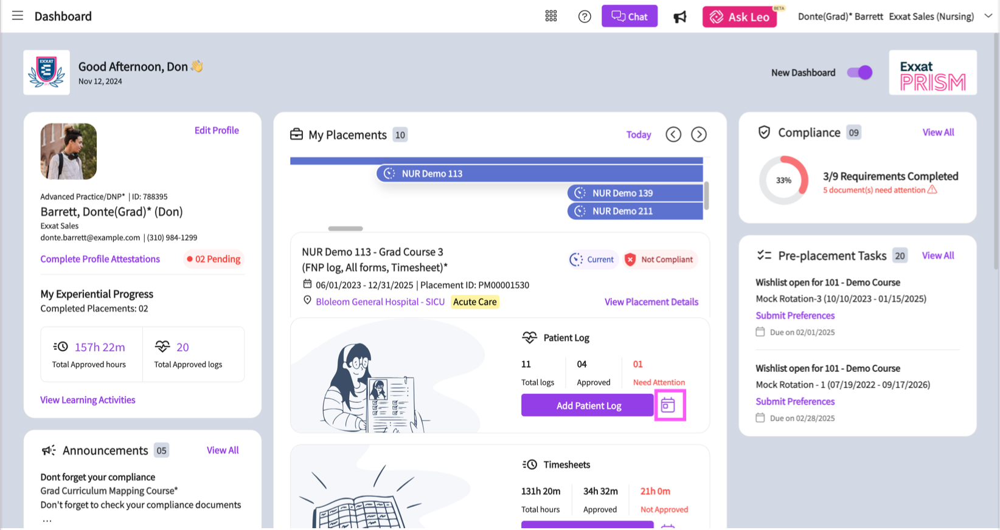 Dashboard
Chat
Ask Leo
BETA
Donte(Grad)* Barrett Exxat Sales (Nursing)
EXXAT
Good Afternoon, Don
Nov 12, 2024
New Dashboard
Exxat
PRISM
Edit Profile
Advanced Practice/DNP* | ID: 788395
Barrett, Donte(Grad)* (Don)
Exxat Sales
donte.barrett@example.com | (310) 984-1299
Complete Profile Attestations
02 Pending
My Experiential Progress
Completed Placements: 02
157h 22m
Total Approved hours
20
Total Approved logs
View Learning Activities
Announcements 05
View All
Dont forget your compliance
Grad Curriculum Mapping Course*
Don't forget to check your compliance documents
...
My Placements 10
Today
NUR Demo 113
NUR Demo 139
NUR Demo 211
NUR Demo 113 - Grad Course 3
(FNP log, All forms, Timesheet)*
Current
Not Compliant
06/01/2023 - 12/31/2025 | Placement ID: PM00001530
Bloleom General Hospital - SICU Acute Care
View Placement Details
Patient Log
11
Total logs
04
Approved
01
Need Attention
Add Patient Log
Timesheets
131h 20m
Total hours
34h 32m
Approved
21h 0m
Not Approved
Compliance 09
View All
33%
3/9 Requirements Completed
5 document(s) need attention
Pre-placement Tasks 20
View All
Wishlist open for 101 - Demo Course
Mock Rotation-3 (10/10/2023 - 01/15/2025)
Submit Preferences
Due on 02/01/2025
Wishlist open for 101 - Demo Course
Mock Rotation - 1 (07/19/2022 - 09/17/2026)
Submit Preferences
Due on 02/28/2025